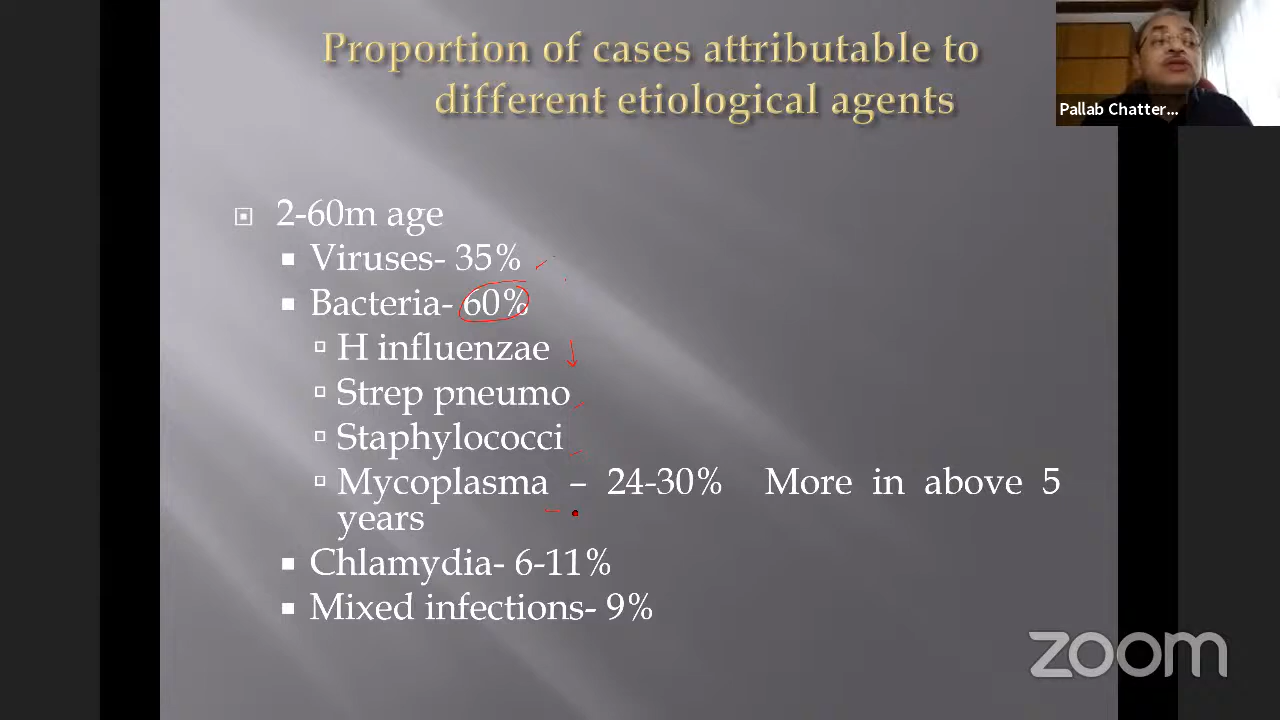 Proportion of cases attributable to
different etiological agents
Pallab Chatter...
2-60m age
Viruses- 35%
Bacteria- 60%
H influenzae
Strep pneumo
Staphylococci
Mycoplasma – 24-30% More in above 5
years
Chlamydia- 6-11%
Mixed infections- 9%
zoom